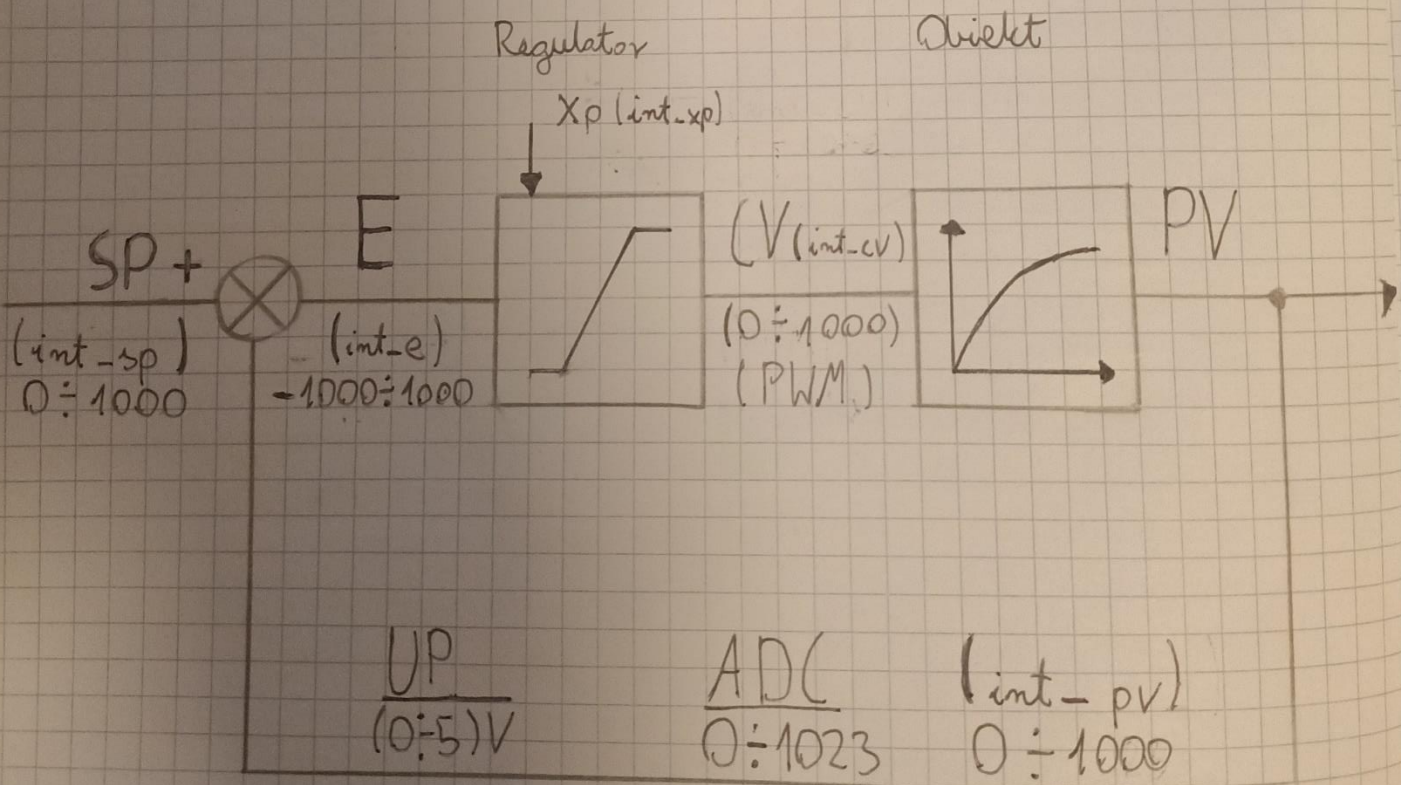 Regulator
Obiekt
Xp (int_xp)
SP +
E
CV (int_cv)
PV
(int_sp)
0÷1000
(int_e)
-1000÷1000
(0÷1000)
(PWM)
UP
(0÷5)V
ADC
0÷1023
(int_pv)
0÷1000